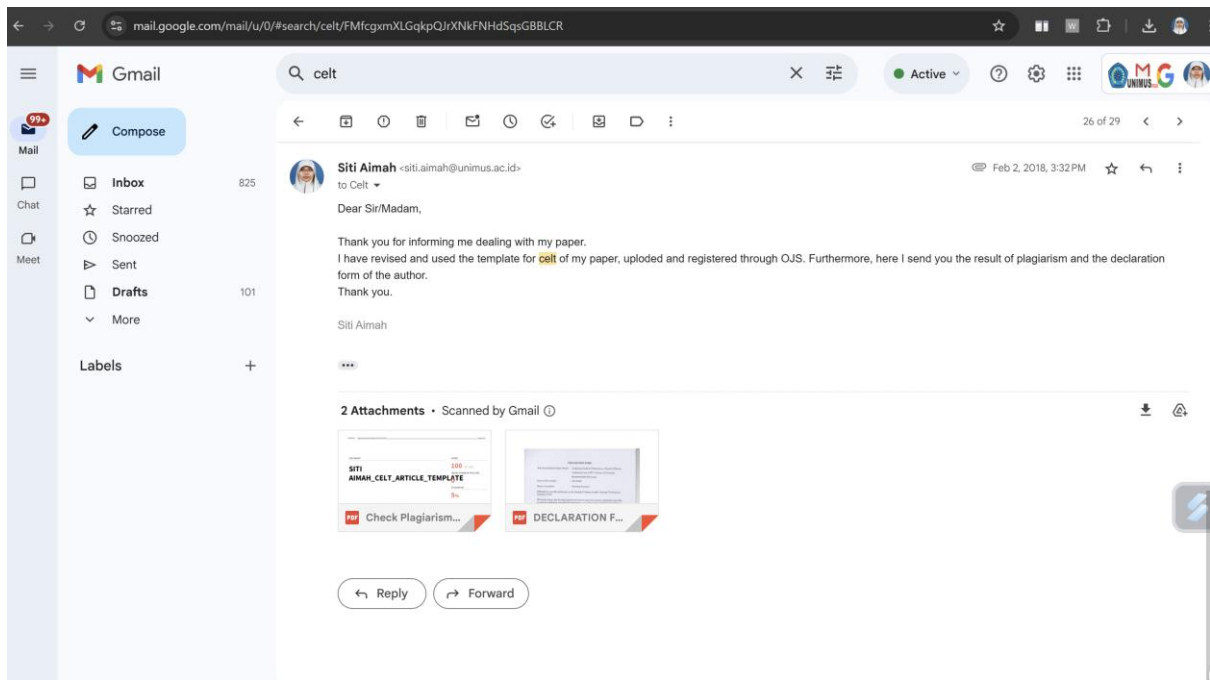 mail.google.com/mail/u/0/#search/celt/FMfcgxmXLGqkpQJrXNkFNHdSqsGBBLCR
Gmail
celt
Active
UNIMUS
99+
Mail
Compose
26 of 29
Chat
Meet
Inbox 825
Starred
Snoozed
Sent
Drafts 101
More
Labels
Siti Aimah <siti.aimah@unimus.ac.id>
Feb 2, 2018, 3:32 PM
to Celt
Dear Sir/Madam,
Thank you for informing me dealing with my paper.
I have revised and used the template for celt of my paper, uploded and registered through OJS. Furthermore, here I send you the result of plagiarism and the declaration
form of the author.
Thank you.
Siti Aimah
2 Attachments • Scanned by Gmail
SITI
AIMAH_CELT_ARTICLE_TEMPLATE
100
PDF Check Plagiarism...
PDF DECLARATION F...
Reply
Forward